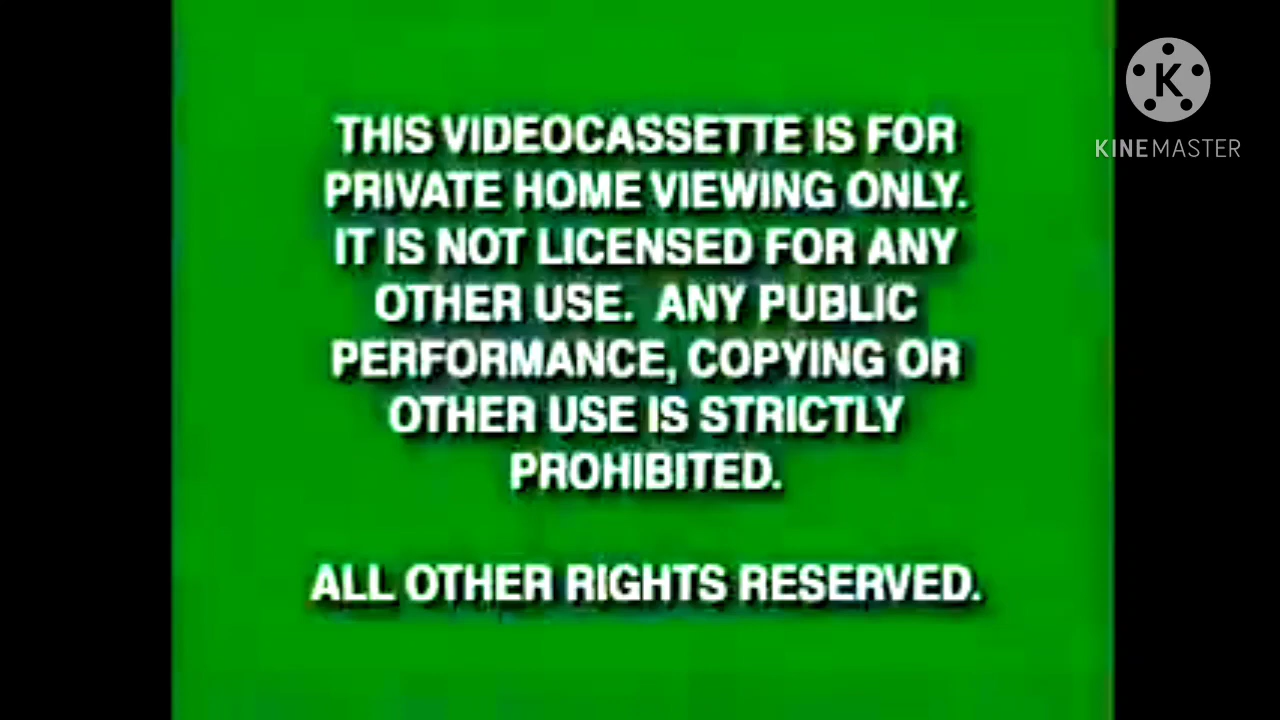 THIS VIDEOCASSETTE IS FOR
PRIVATE HOME VIEWING ONLY.
IT IS NOT LICENSED FOR ANY
OTHER USE.  ANY PUBLIC
PERFORMANCE, COPYING OR
OTHER USE IS STRICTLY
PROHIBITED.
ALL OTHER RIGHTS RESERVED.
K
KINEMASTER